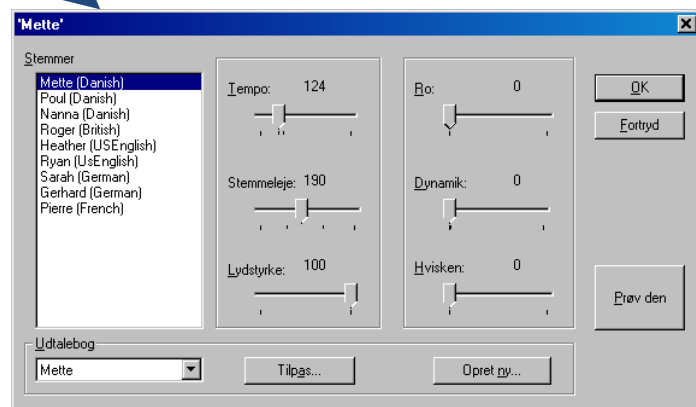 'Mette'
Stemmer
Mette (Danish)
Poul (Danish)
Nanna (Danish)
Roger (British)
Heather (USEnglish)
Ryan (UsEnglish)
Sarah (German)
Gerhard (German)
Pierre (French)
Tempo: 124
Stemmeleje: 190
Lydstyrke: 100
Ro: 0
Dynamik: 0
Hvisken: 0
OK
Fortryd
Prøv den
Udtalebog
Mette
Tilpas...
Opret ny...